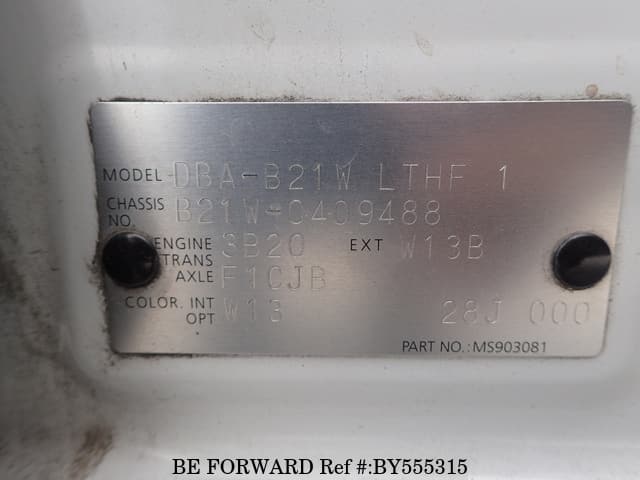 MODEL DBA-B21W LTHF 1
CHASSIS NO. B21W-0409488
ENGINE 3B20 EXT W13B
TRANS AXLE F1CJB
COLOR. INT W13
OPT 28J 000
PART NO.: MS903081
BE FORWARD Ref #:BY555315